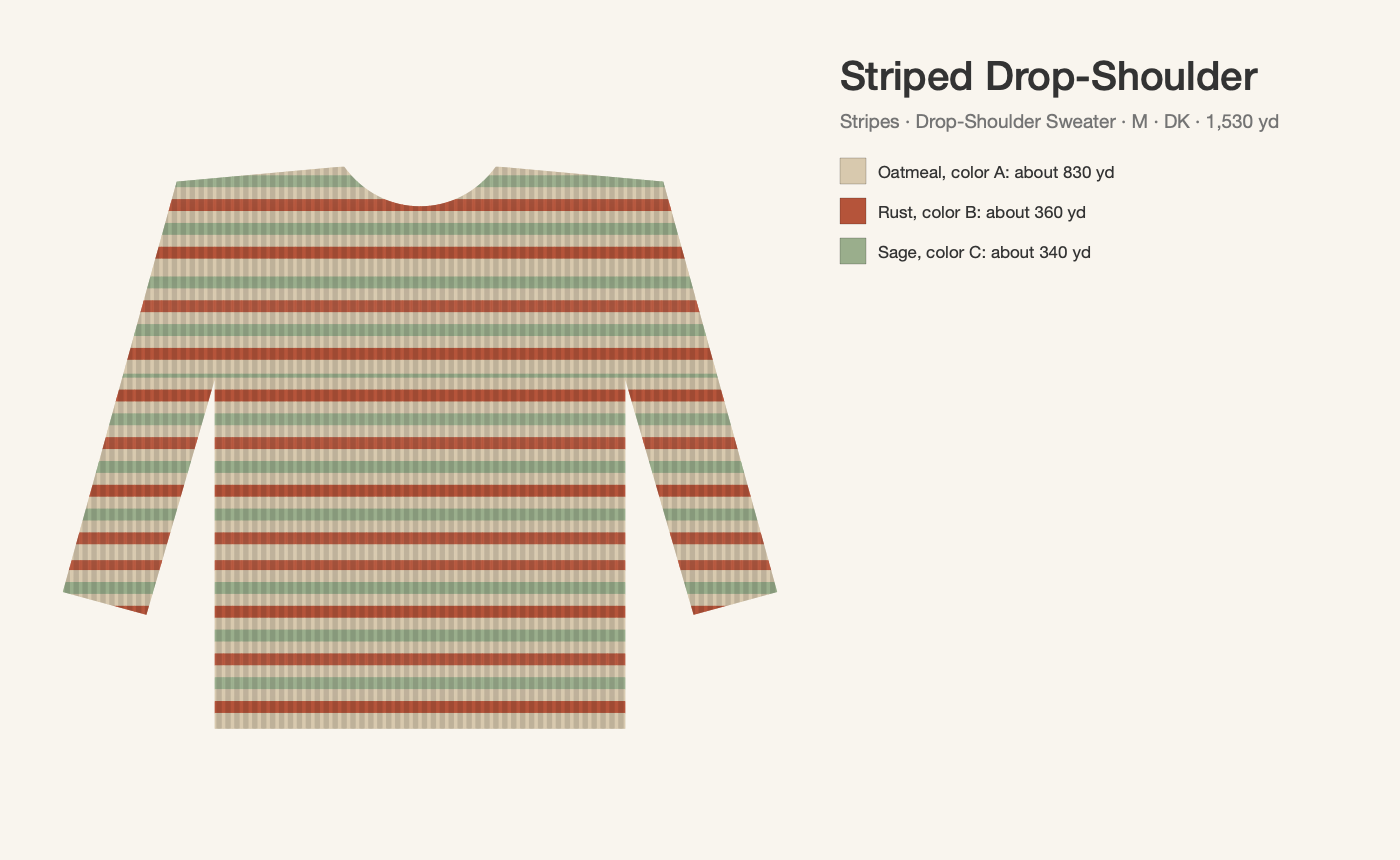 Striped Drop-Shoulder
Stripes · Drop-Shoulder Sweater · M · DK · 1,530 yd
Oatmeal, color A: about 830 yd
Rust, color B: about 360 yd
Sage, color C: about 340 yd